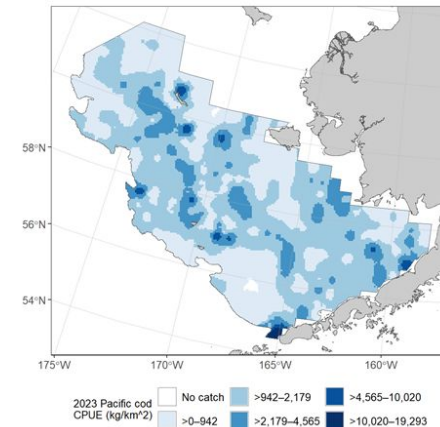 58°N
56°N
54°N
175°W 170°W 165°W 160°W
2023 Pacific cod
CPUE (kg/km^2)
No catch >942–2,179 >4,565–10,020
>0–942 >2,179–4,565 >10,020–19,293